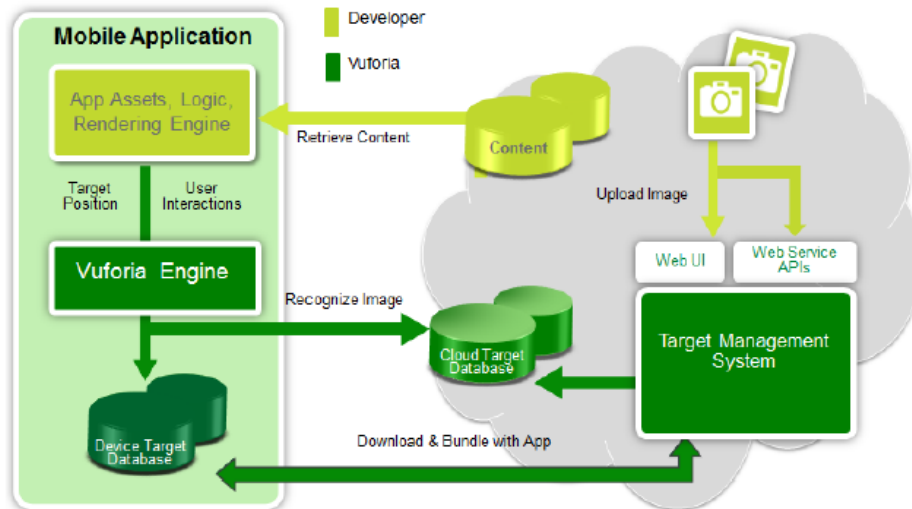 Developer
Vuforia
Mobile Application
App Assets, Logic,
Rendering Engine
Retrieve Content
Content
Target
Position
User
Interactions
Upload Image
Vuforia Engine
Web UI
Web Service
APIs
Recognize Image
Cloud Target
Database
Target Management
System
Device Target
Database
Download & Bundle with App